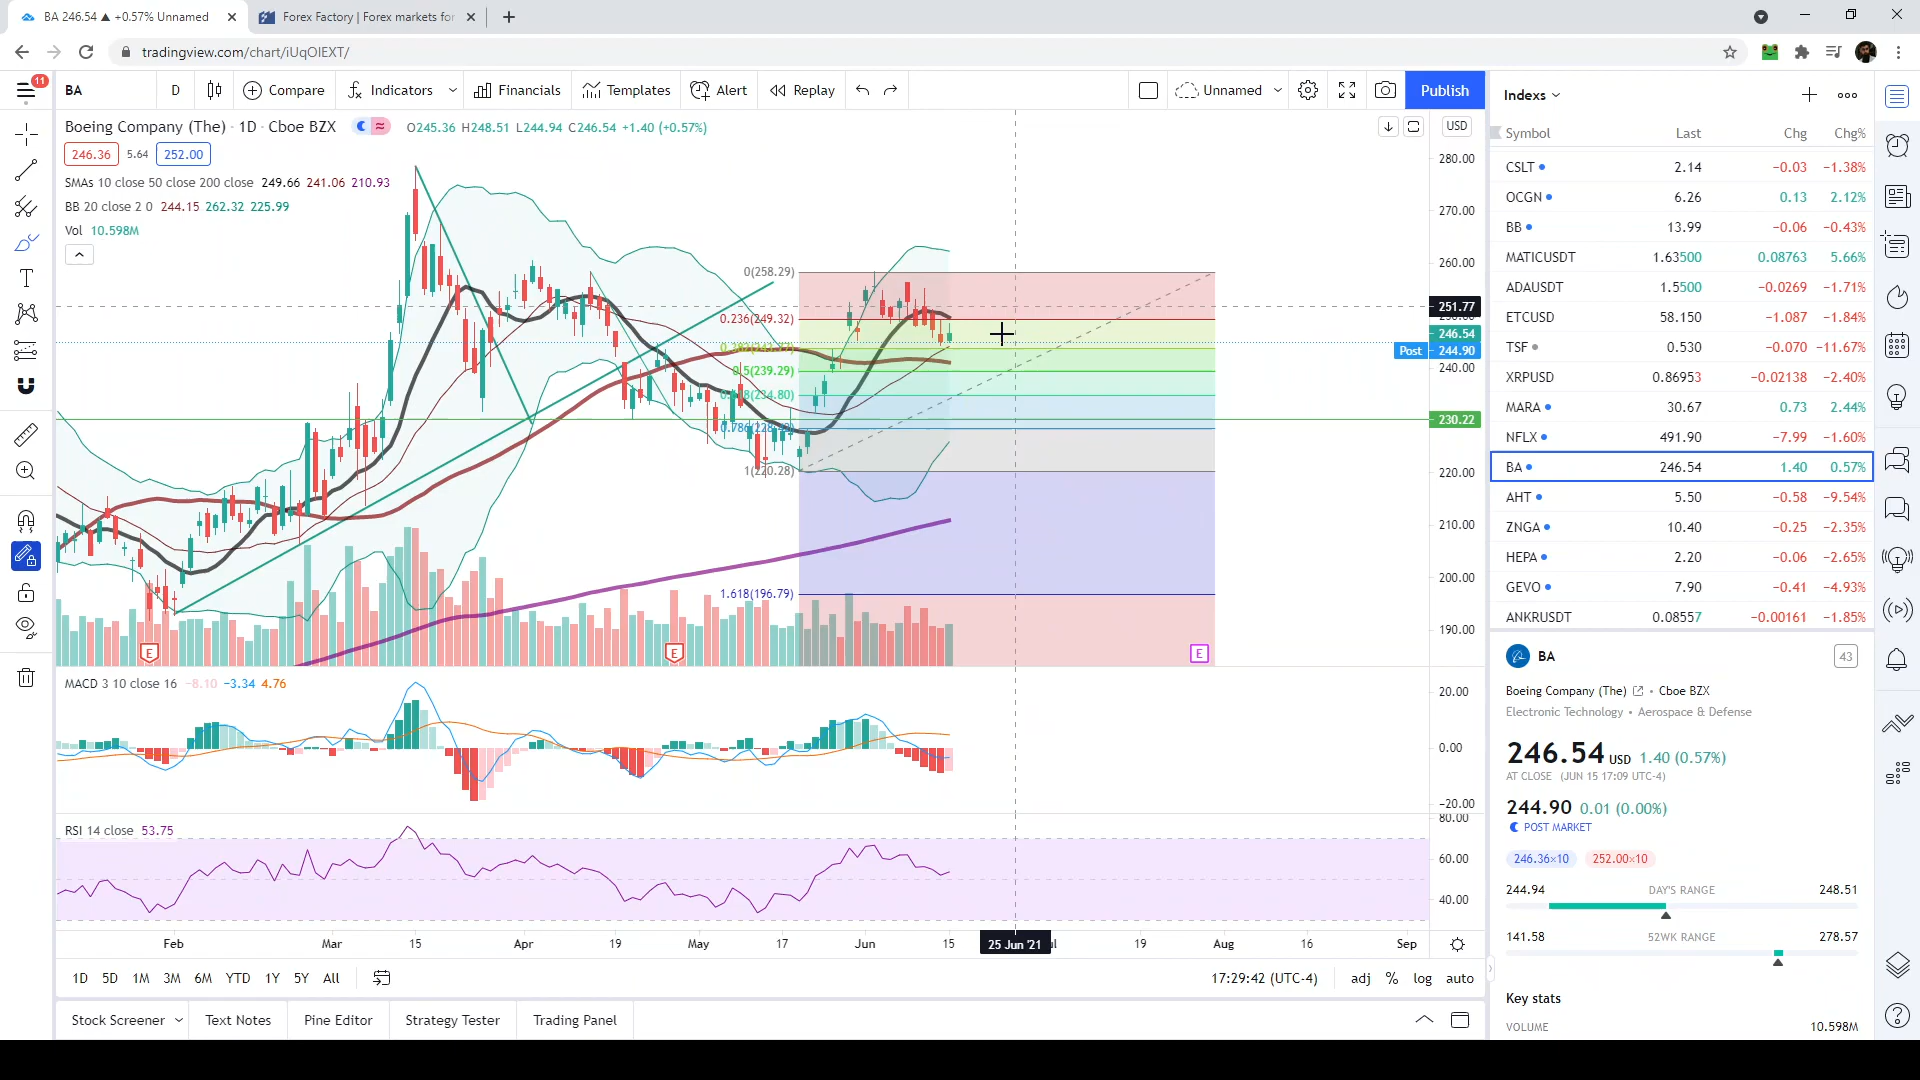 BA 246.54 ▲ +0.57% Unnamed
Forex Factory | Forex markets for
tradingview.com/chart/iUqOIEXT/
11
BA D Compare Indicators Financials Templates Alert Replay Unnamed Publish
Boeing Company (The) · 1D · Cboe BZX O245.36 H248.51 L244.94 C246.54 +1.40 (+0.57%)
246.36 5.64 252.00
SMAs 10 close 50 close 200 close 249.66 241.06 210.93
BB 20 close 2 0 244.15 262.32 225.99
Vol 10.598M
USD
280.00
270.00
260.00
251.77
246.54
Post 244.90
240.00
230.22
220.00
210.00
200.00
190.00
0(258.29)
0.236(249.32)
0.5(239.29)
1(220.28)
1.618(196.79)
E E E
MACD 3 10 close 16 −8.10 −3.34 4.76
20.00
0.00
−20.00
RSI 14 close 53.75
80.00
60.00
40.00
Feb Mar 15 Apr 19 May 17 Jun 15 25 Jun '21 19 Aug 16 Sep
1D 5D 1M 3M 6M YTD 1Y 5Y All 17:29:42 (UTC-4) adj % log auto
Stock Screener Text Notes Pine Editor Strategy Tester Trading Panel
Indexs
Symbol Last Chg Chg%
CSLT 2.14 −0.03 −1.38%
OCGN 6.26 0.13 2.12%
BB 13.99 −0.06 −0.43%
MATICUSDT 1.63500 0.08763 5.66%
ADAUSDT 1.5500 −0.0269 −1.71%
ETCUSD 58.150 −1.087 −1.84%
TSF 0.530 −0.070 −11.67%
XRPUSD 0.86953 −0.02138 −2.40%
MARA 30.67 0.73 2.44%
NFLX 491.90 −7.99 −1.60%
BA 246.54 1.40 0.57%
AHT 5.50 −0.58 −9.54%
ZNGA 10.40 −0.25 −2.35%
HEPA 2.20 −0.06 −2.65%
GEVO 7.90 −0.41 −4.93%
ANKRUSDT 0.08557 −0.00161 −1.85%
BA 43
Boeing Company (The) • Cboe BZX
Electronic Technology • Aerospace & Defense
246.54 USD 1.40 (0.57%)
AT CLOSE (JUN 15 17:09 UTC-4)
244.90 0.01 (0.00%)
POST MARKET
246.36×10 252.00×10
244.94 DAY'S RANGE 248.51
141.58 52WK RANGE 278.57
Key stats
VOLUME 10.598M